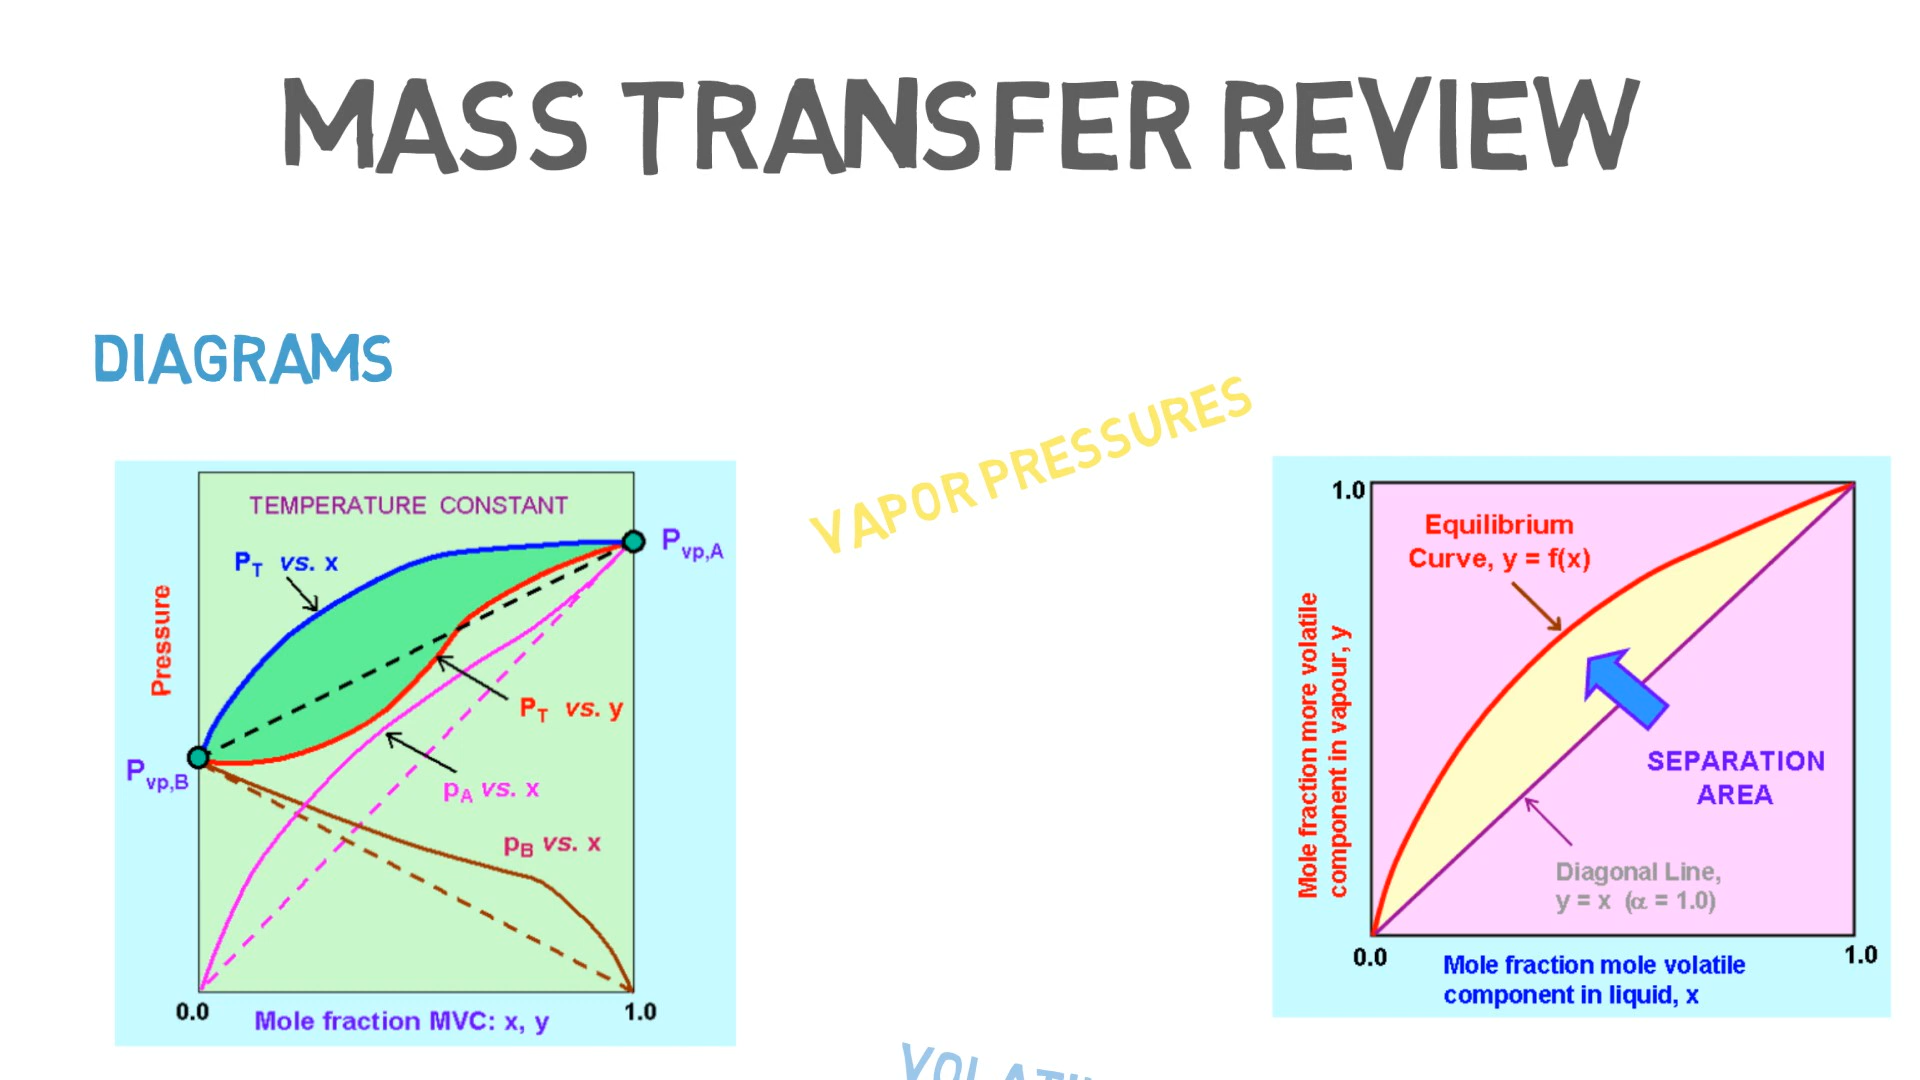 MASS TRANSFER REVIEW
DIAGRAMS
VAPOR PRESSURES
TEMPERATURE CONSTANT
P_T vs. x
P_vp,A
Pressure
P_T vs. y
P_vp,B
p_A vs. x
p_B vs. x
0.0
1.0
Mole fraction MVC: x, y
1.0
Equilibrium
Curve, y = f(x)
Mole fraction more volatile
component in vapour, y
SEPARATION
AREA
Diagonal Line,
y = x (α = 1.0)
0.0
1.0
Mole fraction mole volatile
component in liquid, x